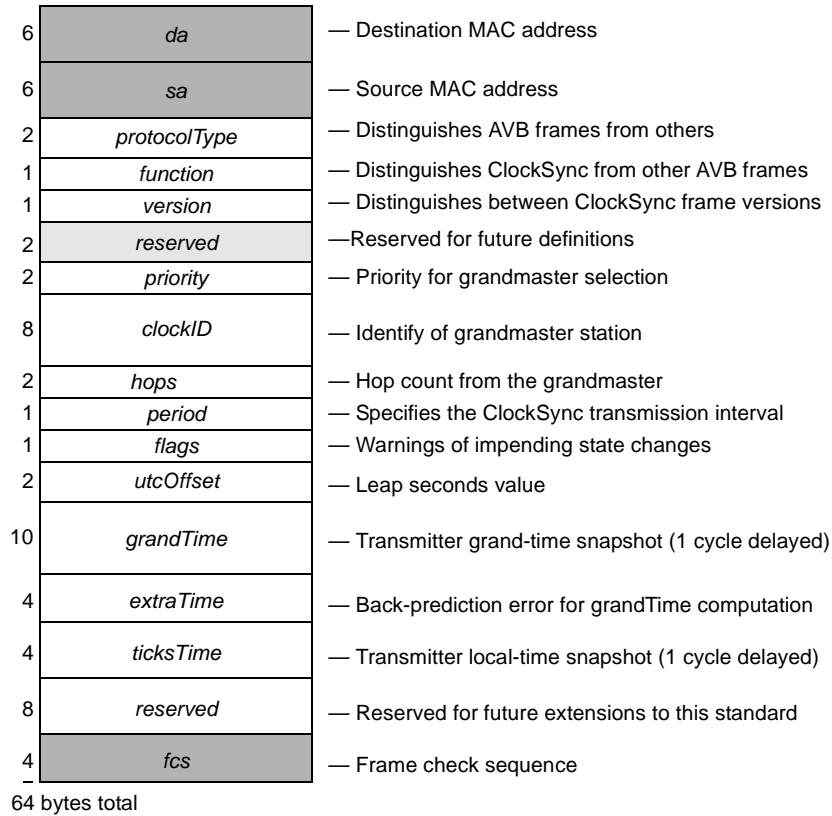 6 da — Destination MAC address
6 sa — Source MAC address
2 protocolType — Distinguishes AVB frames from others
1 function — Distinguishes ClockSync from other AVB frames
1 version — Distinguishes between ClockSync frame versions
2 reserved —Reserved for future definitions
2 priority — Priority for grandmaster selection
8 clockID — Identify of grandmaster station
2 hops — Hop count from the grandmaster
1 period — Specifies the ClockSync transmission interval
1 flags — Warnings of impending state changes
2 utcOffset — Leap seconds value
10 grandTime — Transmitter grand-time snapshot (1 cycle delayed)
4 extraTime — Back-prediction error for grandTime computation
4 ticksTime — Transmitter local-time snapshot (1 cycle delayed)
8 reserved — Reserved for future extensions to this standard
4 fcs — Frame check sequence
64 bytes total